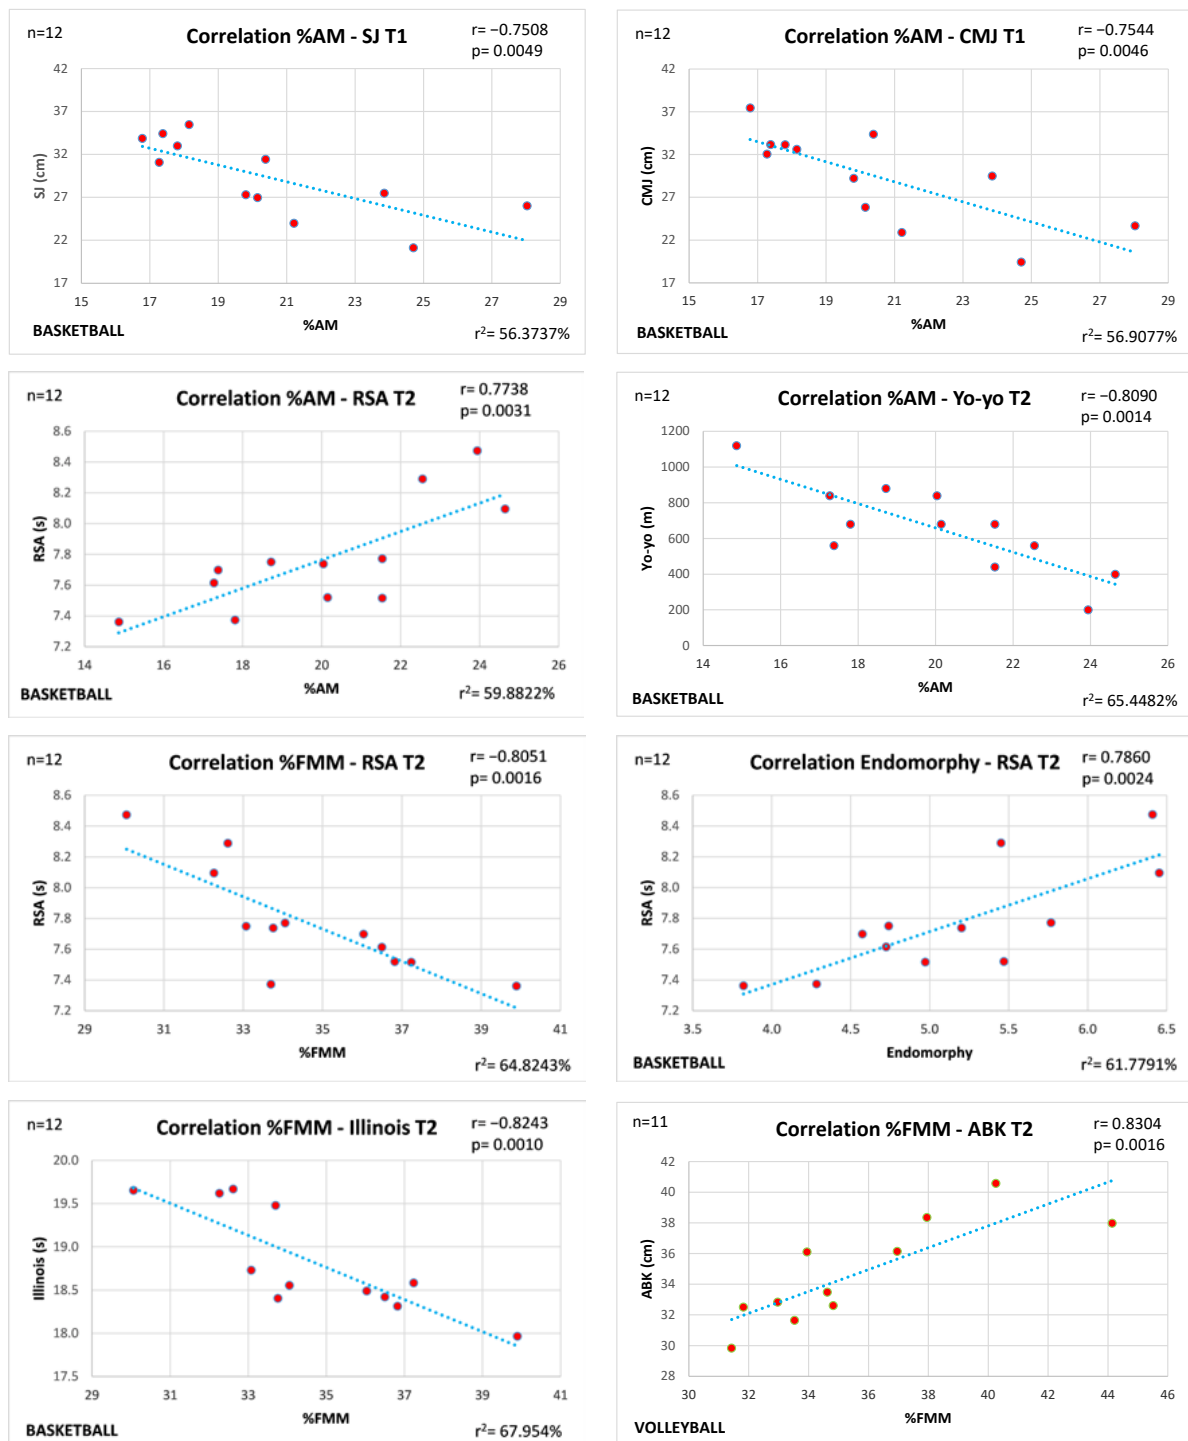 n=12
Correlation %AM - SJ T1
r= −0.7508
p= 0.0049
SJ (cm)
42
37
32
27
22
17
15 17 19 21 23 25 27 29
%AM
BASKETBALL
r²= 56.3737%
n=12
Correlation %AM - CMJ T1
r= −0.7544
p= 0.0046
CMJ (cm)
42
37
32
27
22
17
15 17 19 21 23 25 27 29
%AM
BASKETBALL
r²= 56.9077%
n=12
Correlation %AM - RSA T2
r= 0.7738
p= 0.0031
RSA (s)
8.6
8.4
8.2
8.0
7.8
7.6
7.4
7.2
14 16 18 20 22 24 26
%AM
BASKETBALL
r²= 59.8822%
n=12
Correlation %AM - Yo-yo T2
r= −0.8090
p= 0.0014
Yo-yo (m)
1200
1000
800
600
400
200
0
14 16 18 20 22 24 26
%AM
BASKETBALL
r²= 65.4482%
n=12
Correlation %FMM - RSA T2
r= −0.8051
p= 0.0016
RSA (s)
8.6
8.4
8.2
8.0
7.8
7.6
7.4
7.2
29 31 33 35 37 39 41
%FMM
r²= 64.8243%
n=12
Correlation Endomorphy - RSA T2
r= 0.7860
p= 0.0024
RSA (s)
8.6
8.4
8.2
8.0
7.8
7.6
7.4
7.2
3.5 4.0 4.5 5.0 5.5 6.0 6.5
Endomorphy
BASKETBALL
r²= 61.7791%
n=12
Correlation %FMM - Illinois T2
r= −0.8243
p= 0.0010
Illinois (s)
20.0
19.5
19.0
18.5
18.0
17.5
29 31 33 35 37 39 41
%FMM
BASKETBALL
r²= 67.954%
n=11
Correlation %FMM - ABK T2
r= 0.8304
p= 0.0016
ABK (cm)
42
40
38
36
34
32
30
28
30 32 34 36 38 40 42 44 46
%FMM
VOLLEYBALL